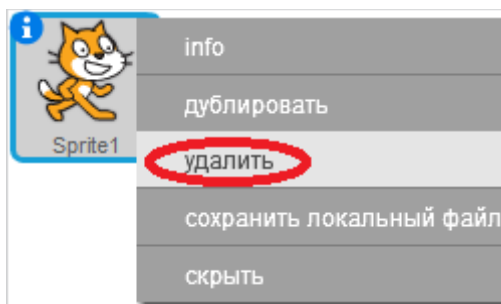 i
Sprite1
info
дублировать
удалить
сохранить локальный файл
скрыть